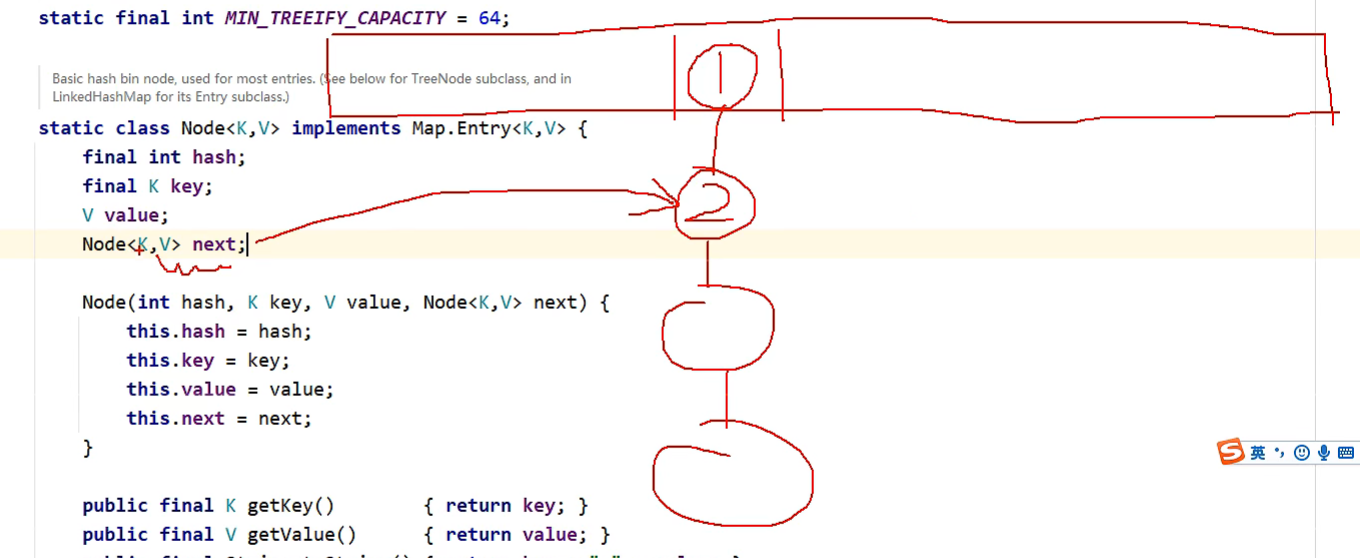 static final int MIN_TREEIFY_CAPACITY = 64;
1
Basic hash bin node, used for most entries. (See below for TreeNode subclass, and in
LinkedHashMap for its Entry subclass.)
static class Node<K,V> implements Map.Entry<K,V> {
final int hash;
final K key;
V value;
2
Node<K,V> next;
Node(int hash, K key, V value, Node<K,V> next) {
this.hash = hash;
this.key = key;
this.value = value;
this.next = next;
}
S 英
public final K getKey() { return key; }
public final V getValue() { return value; }